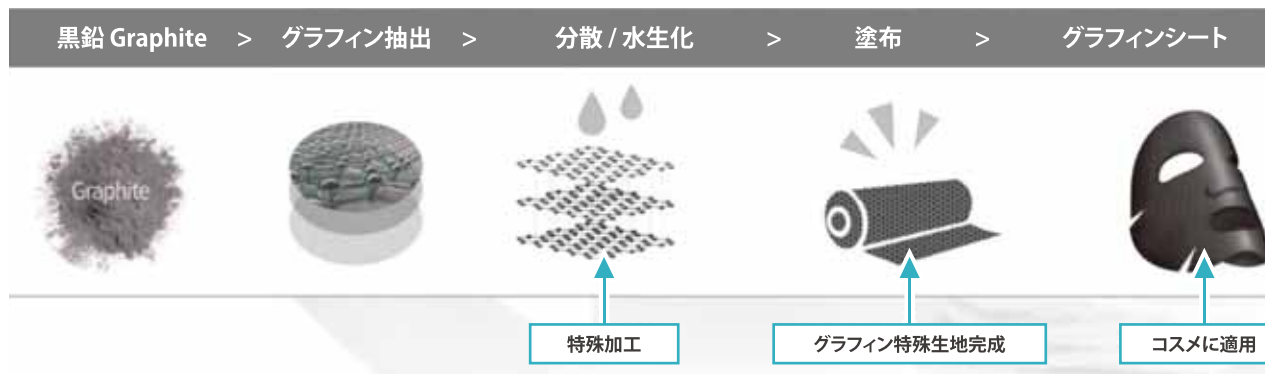 黒鉛 Graphite > グラフィン抽出 > 分散 / 水生化 > 塗布 > グラフィンシート
Graphite
特殊加工
グラフィン特殊生地完成
コスメに適用